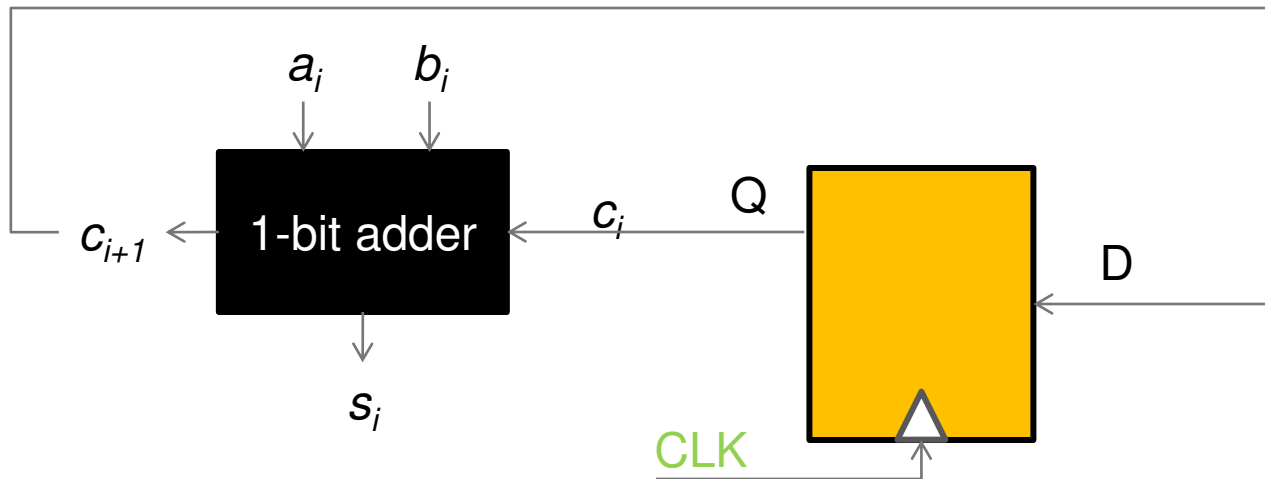 a_i
b_i
Q
c_i
1-bit adder
c_{i+1}
D
s_i
CLK